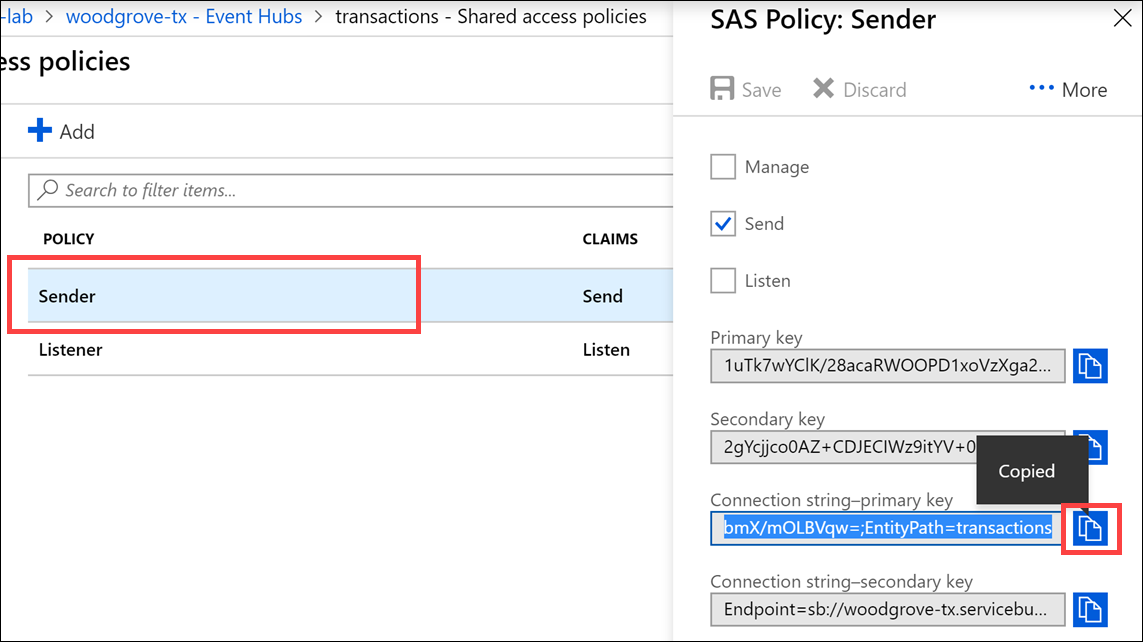 -lab > woodgrove-tx - Event Hubs > transactions - Shared access policies
ess policies
Add
Search to filter items...
POLICY CLAIMS
Sender Send
Listener Listen
SAS Policy: Sender
Save Discard ... More
Manage
Send
Listen
Primary key
1uTk7wYClK/28acaRWOOPD1xoVzXga2...
Secondary key
2gYcjjco0AZ+CDJECIWz9itYV+0
Copied
Connection string–primary key
bmX/mOLBVqw=;EntityPath=transactions
Connection string–secondary key
Endpoint=sb://woodgrove-tx.servicebu...